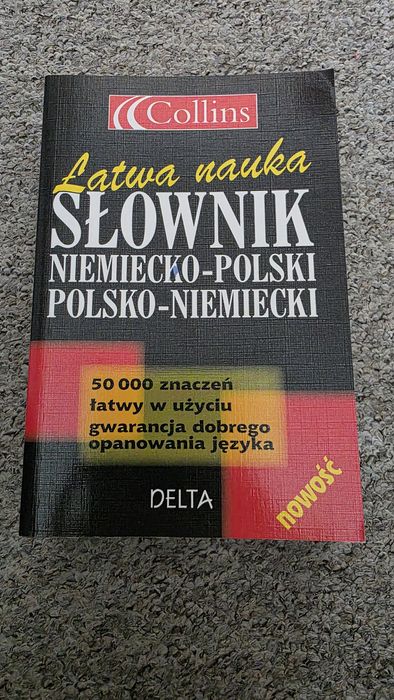 Collins
Łatwa nauka
SŁOWNIK
NIEMIECKO-POLSKI
POLSKO-NIEMIECKI
50 000 znaczeń
łatwy w użyciu
gwarancja dobrego
opanowania języka
nowość
DELTA